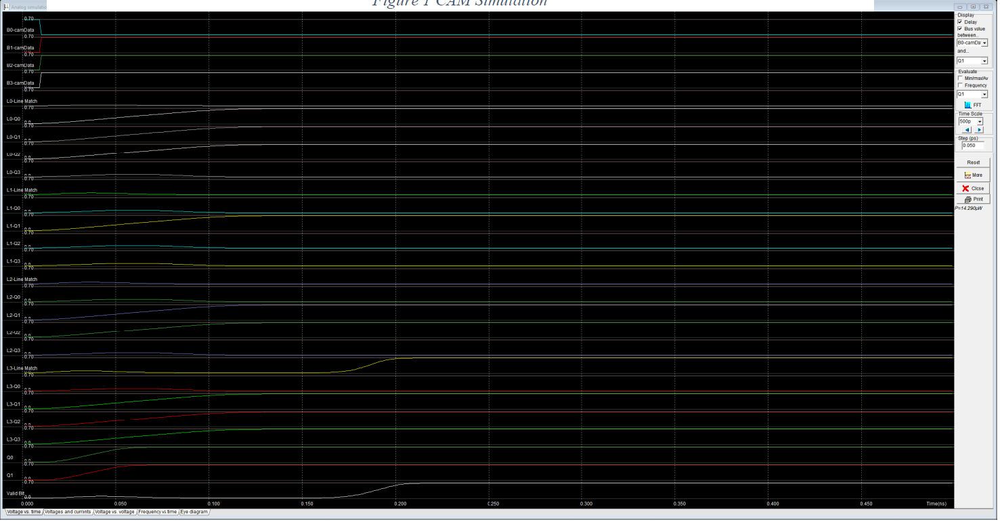 Figure 1 CAM Simulation
Analog simulatio
0.70
B0-camData
0.70
B1-camData
0.70
B2-camData
0.70
B3-camData
0.70
L0-Line Match
0.70
L0-Q0
0.0
0.70
L0-Q1
0.0
0.70
L0-Q2
0.0
0.70
L0-Q3
0.0
0.70
L1-Line Match
0.70
L1-Q0
0.0
0.70
L1-Q1
0.0
0.70
L1-Q2
0.0
0.70
L1-Q3
0.0
0.70
L2-Line Match
0.70
L2-Q0
0.0
0.70
L2-Q1
0.0
0.70
L2-Q2
0.0
0.70
L2-Q3
0.0
0.70
L3-Line Match
0.70
L3-Q0
0.0
0.70
L3-Q1
0.0
0.70
L3-Q2
0.0
0.70
L3-Q3
0.0
0.70
Q0
0.70
Q1
0.0
0.70
Valid Bit
0.0
0.000 0.050 0.100 0.150 0.200 0.250 0.300 0.350 0.400 0.450 Time(ns)
Voltage vs. time Voltages and currents Voltage vs. voltage Frequency vs.time Eye diagram
Display
Delay
Bus value
between..
B0-camDa
and..
Q1
Evaluate
Min/max/Av
Frequency
Q1
FFT
Time Scale
500p
Step (ps)
0.050
Reset
More
Close
Print
P=14.290µW